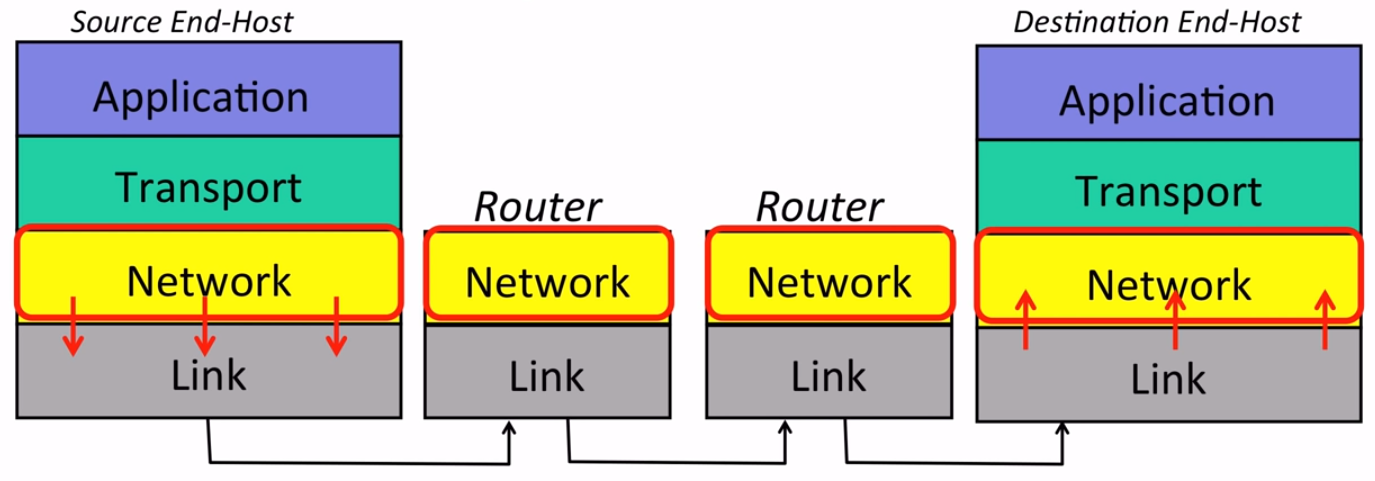 Source End-Host
Destination End-Host
Application
Application
Transport
Transport
Router
Router
Network
Network
Network
Network
Link
Link
Link
Link